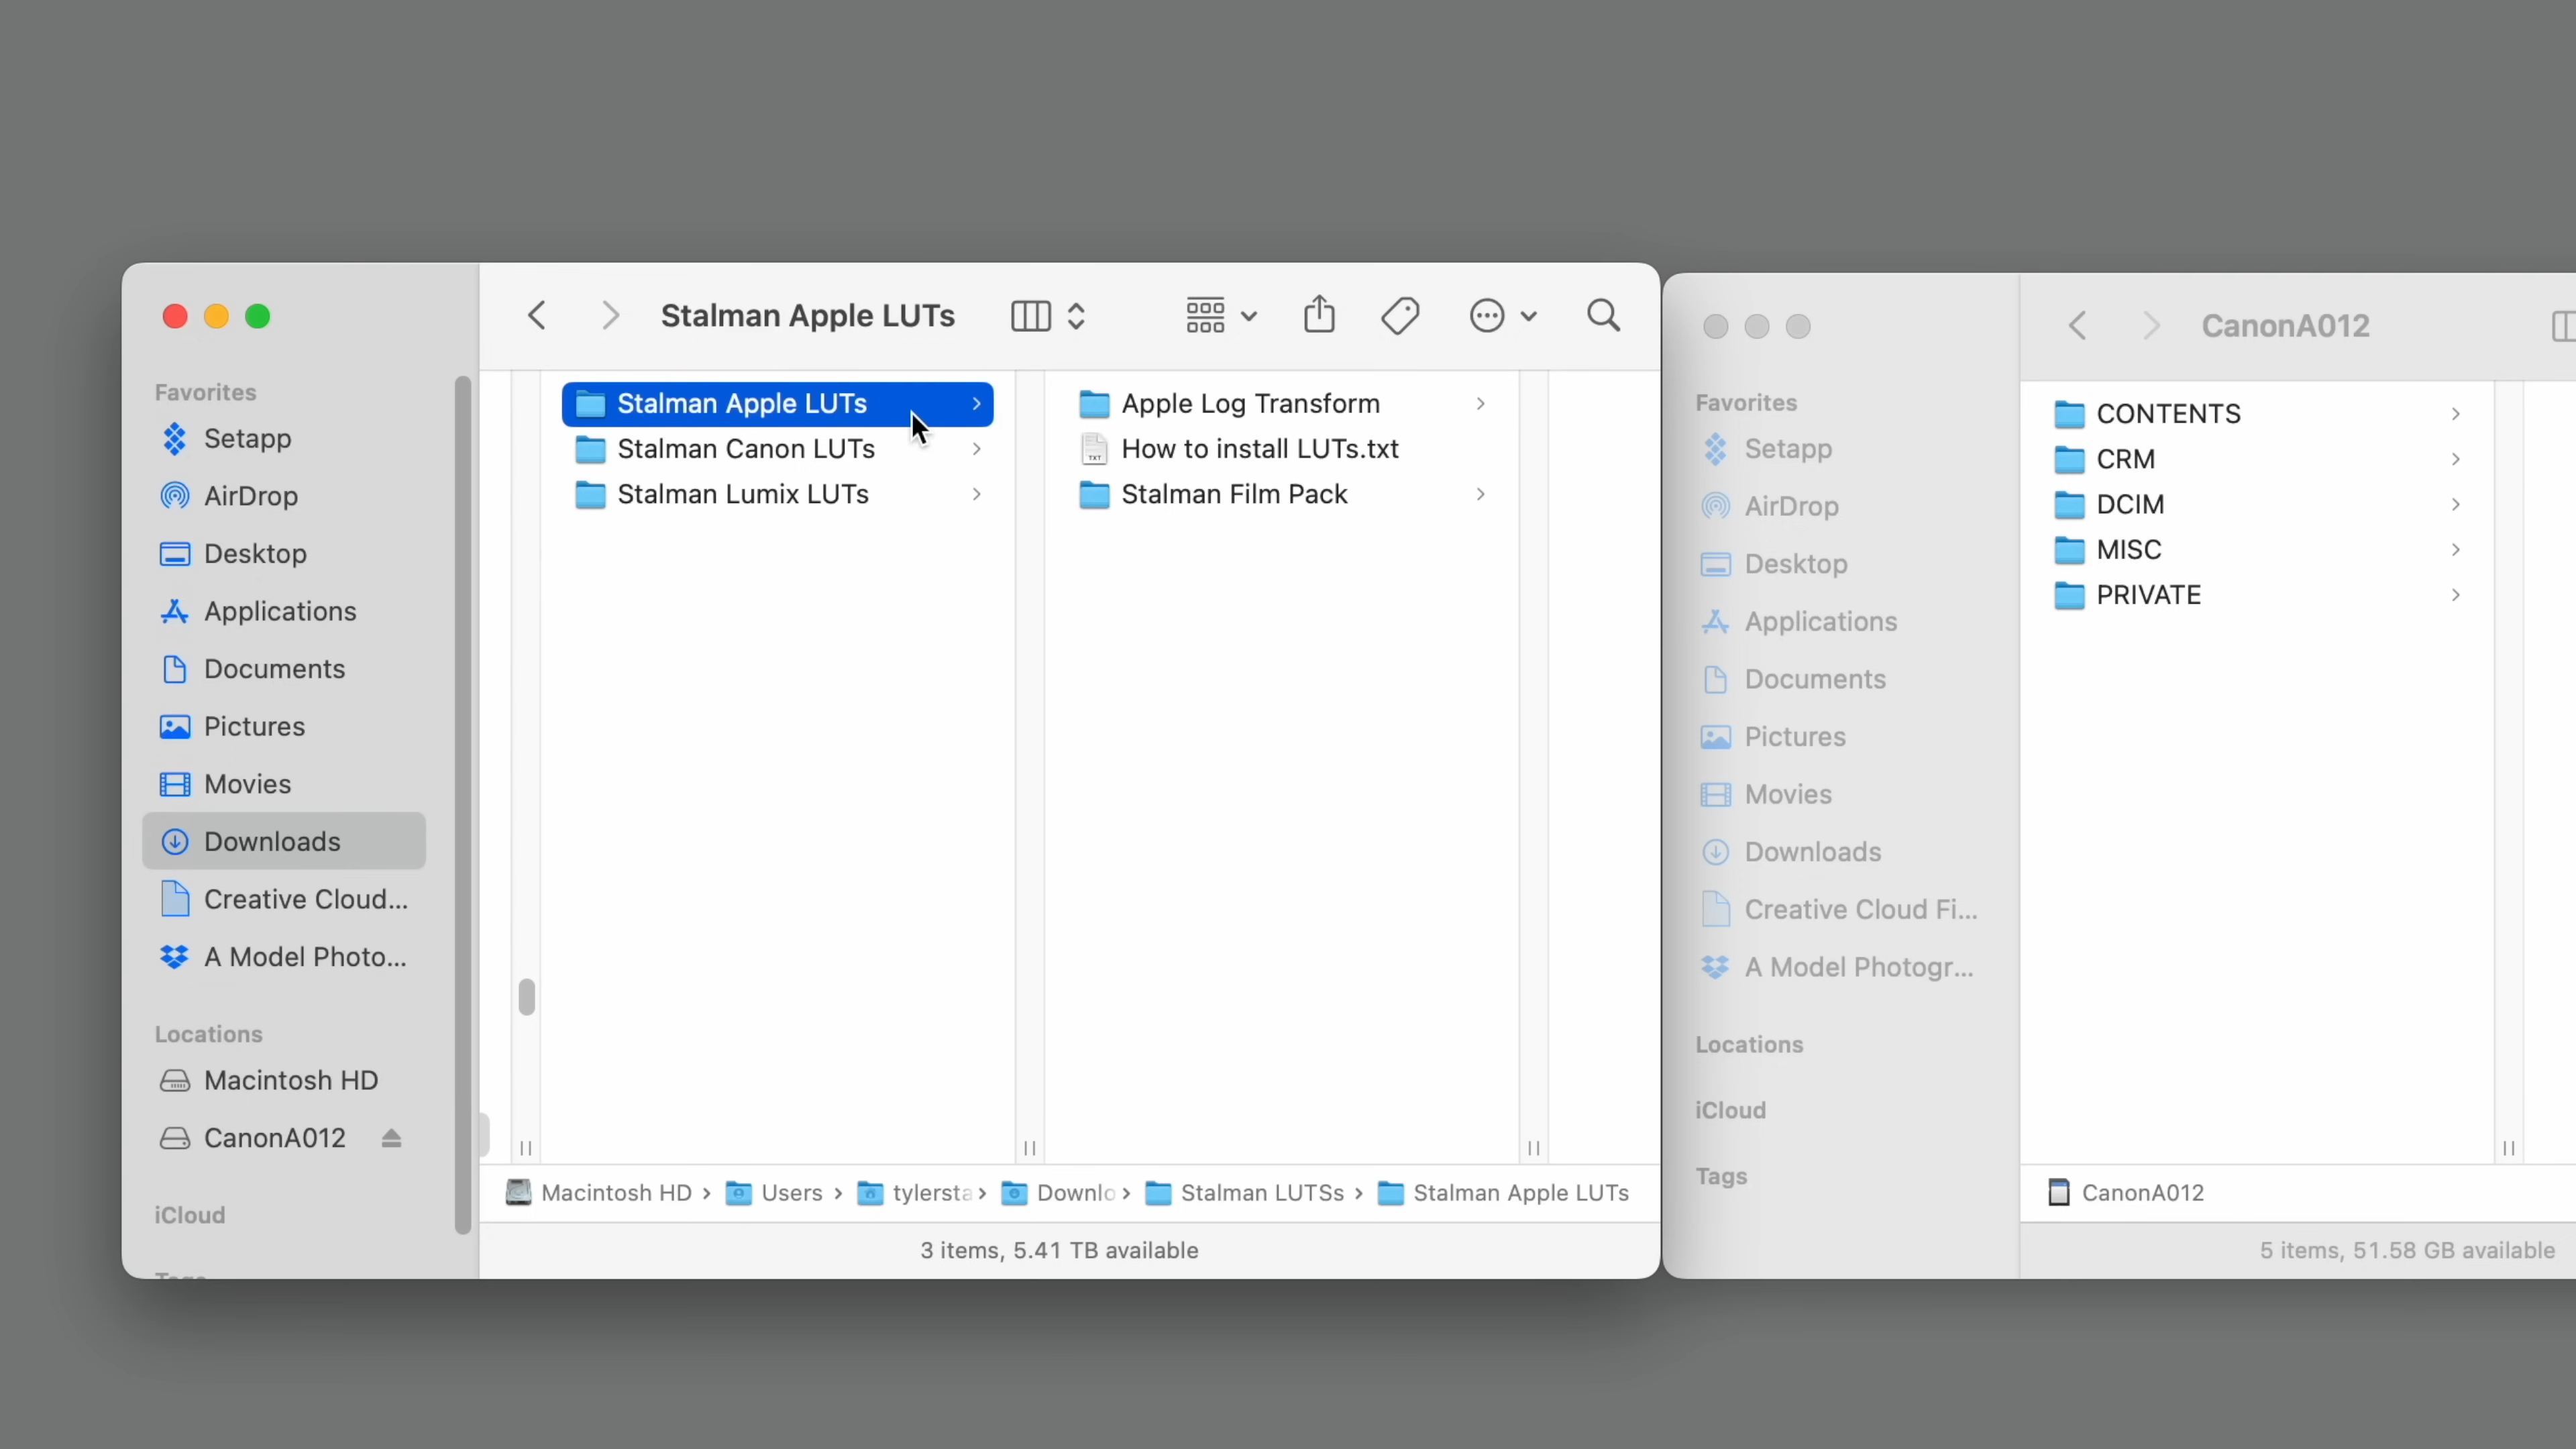 Stalman Apple LUTs
Favorites
Setapp
AirDrop
Desktop
Applications
Documents
Pictures
Movies
Downloads
Creative Cloud...
A Model Photo...
Locations
Macintosh HD
CanonA012
iCloud
Stalman Apple LUTs
Stalman Canon LUTs
Stalman Lumix LUTs
Apple Log Transform
How to install LUTs.txt
Stalman Film Pack
Macintosh HD › Users › tylersta › Downlo › Stalman LUTSs › Stalman Apple LUTs
3 items, 5.41 TB available
CanonA012
Favorites
Setapp
AirDrop
Desktop
Applications
Documents
Pictures
Movies
Downloads
Creative Cloud Fi...
A Model Photogr...
Locations
iCloud
Tags
CONTENTS
CRM
DCIM
MISC
PRIVATE
CanonA012
5 items, 51.58 GB available